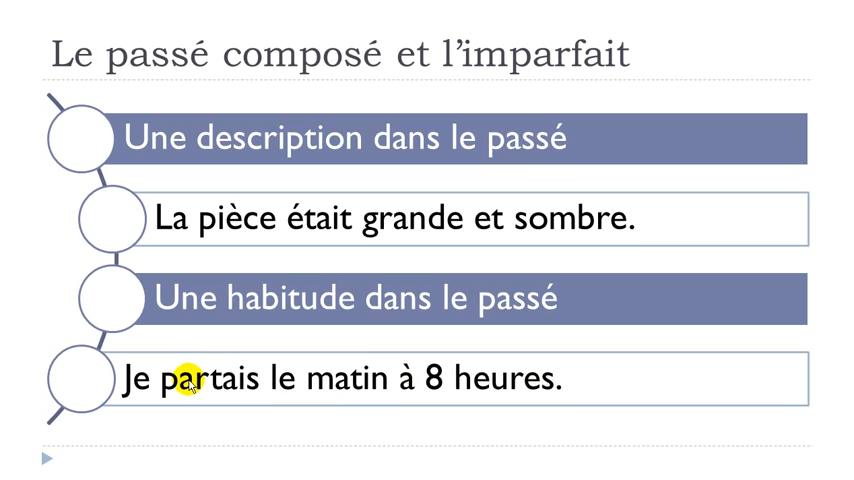 Le passé composé et l’imparfait
Une description dans le passé
La pièce était grande et sombre.
Une habitude dans le passé
Je partais le matin à 8 heures.